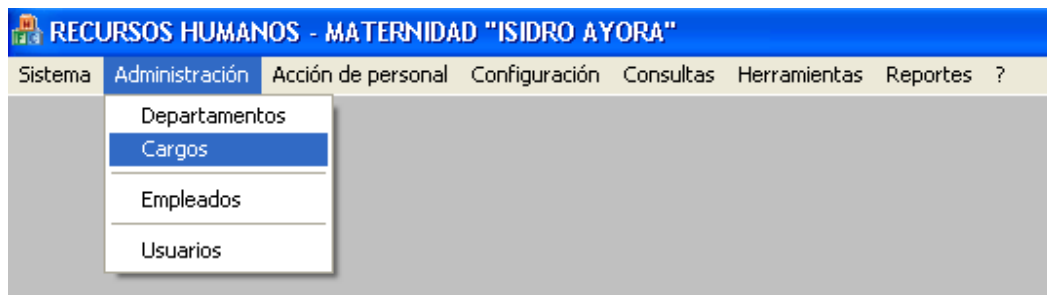 RECURSOS HUMANOS - MATERNIDAD "ISIDRO AYORA"
Sistema Administración Acción de personal Configuración Consultas Herramientas Reportes ?
Departamentos
Cargos
Empleados
Usuarios